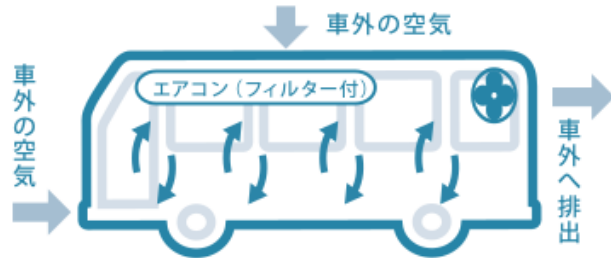 車外の空気
エアコン（フィルター付）
車外の空気
車外へ排出